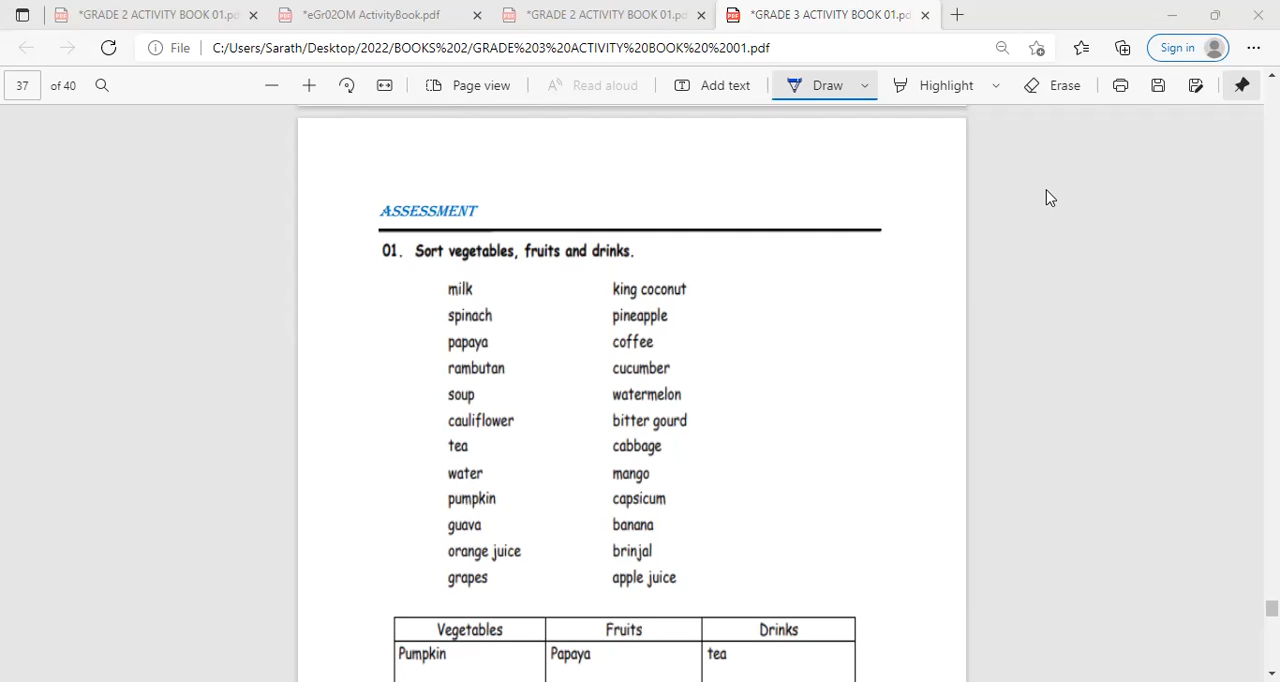 *GRADE 2 ACTIVITY BOOK 01.pd
*eGr02OM ActivityBook.pdf
*GRADE 2 ACTIVITY BOOK 01.pd
*GRADE 3 ACTIVITY BOOK 01.pd
File
C:/Users/Sarath/Desktop/2022/BOOKS%202/GRADE%203%20ACTIVITY%20BOOK%20%2001.pdf
Sign in
37 of 40
Page view
Read aloud
Add text
Draw
Highlight
Erase
ASSESSMENT
01. Sort vegetables, fruits and drinks.
milk king coconut
spinach pineapple
papaya coffee
rambutan cucumber
soup watermelon
cauliflower bitter gourd
tea cabbage
water mango
pumpkin capsicum
guava banana
orange juice brinjal
grapes apple juice
Vegetables Fruits Drinks
Pumpkin Papaya tea